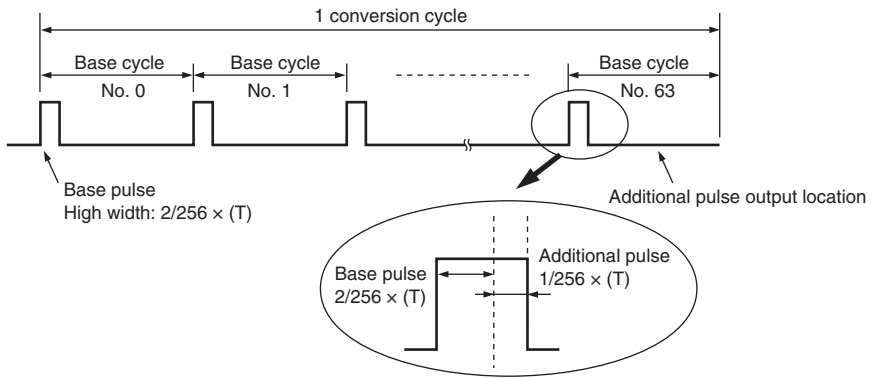 1 conversion cycle
Base cycle
No. 0
Base cycle
No. 1
Base cycle
No. 63
Base pulse
High width: 2/256 × (T)
Additional pulse output location
Base pulse
2/256 × (T)
Additional pulse
1/256 × (T)